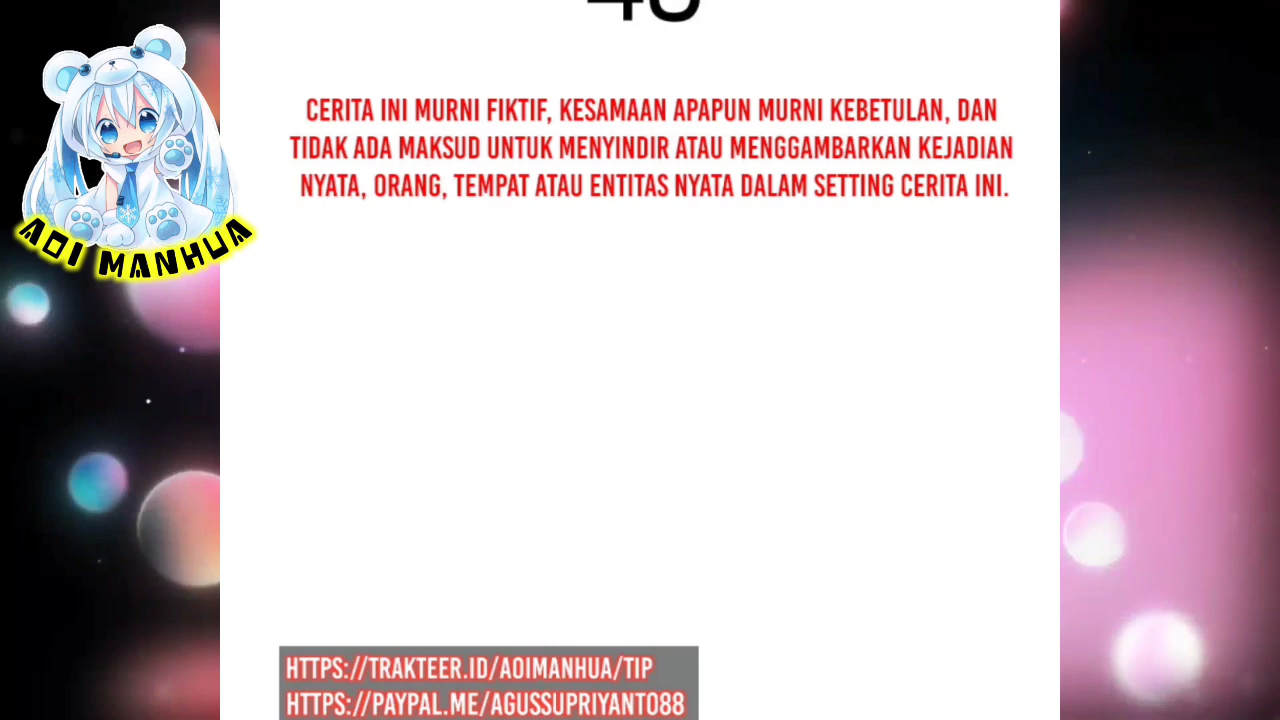 CERITA INI MURNI FIKTIF, KESAMAAN APAPUN MURNI KEBETULAN, DAN
TIDAK ADA MAKSUD UNTUK MENYINDIR ATAU MENGGAMBARKAN KEJADIAN
NYATA, ORANG, TEMPAT ATAU ENTITAS NYATA DALAM SETTING CERITA INI.
AOI MANHUA
HTTPS://TRAKTEER.ID/AOIMANHUA/TIP
HTTPS://PAYPAL.ME/AGUSSUPRIYANTO88